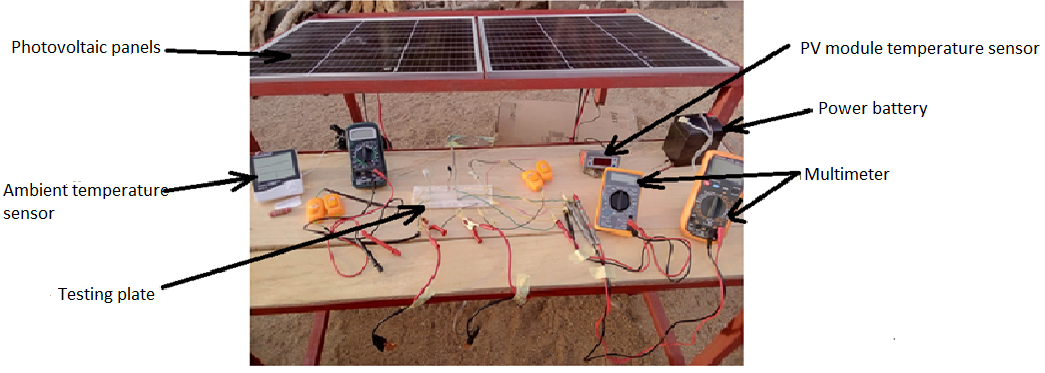 Photovoltaic panels
PV module temperature sensor
Power battery
Multimeter
Ambient temperature
sensor
Testing plate